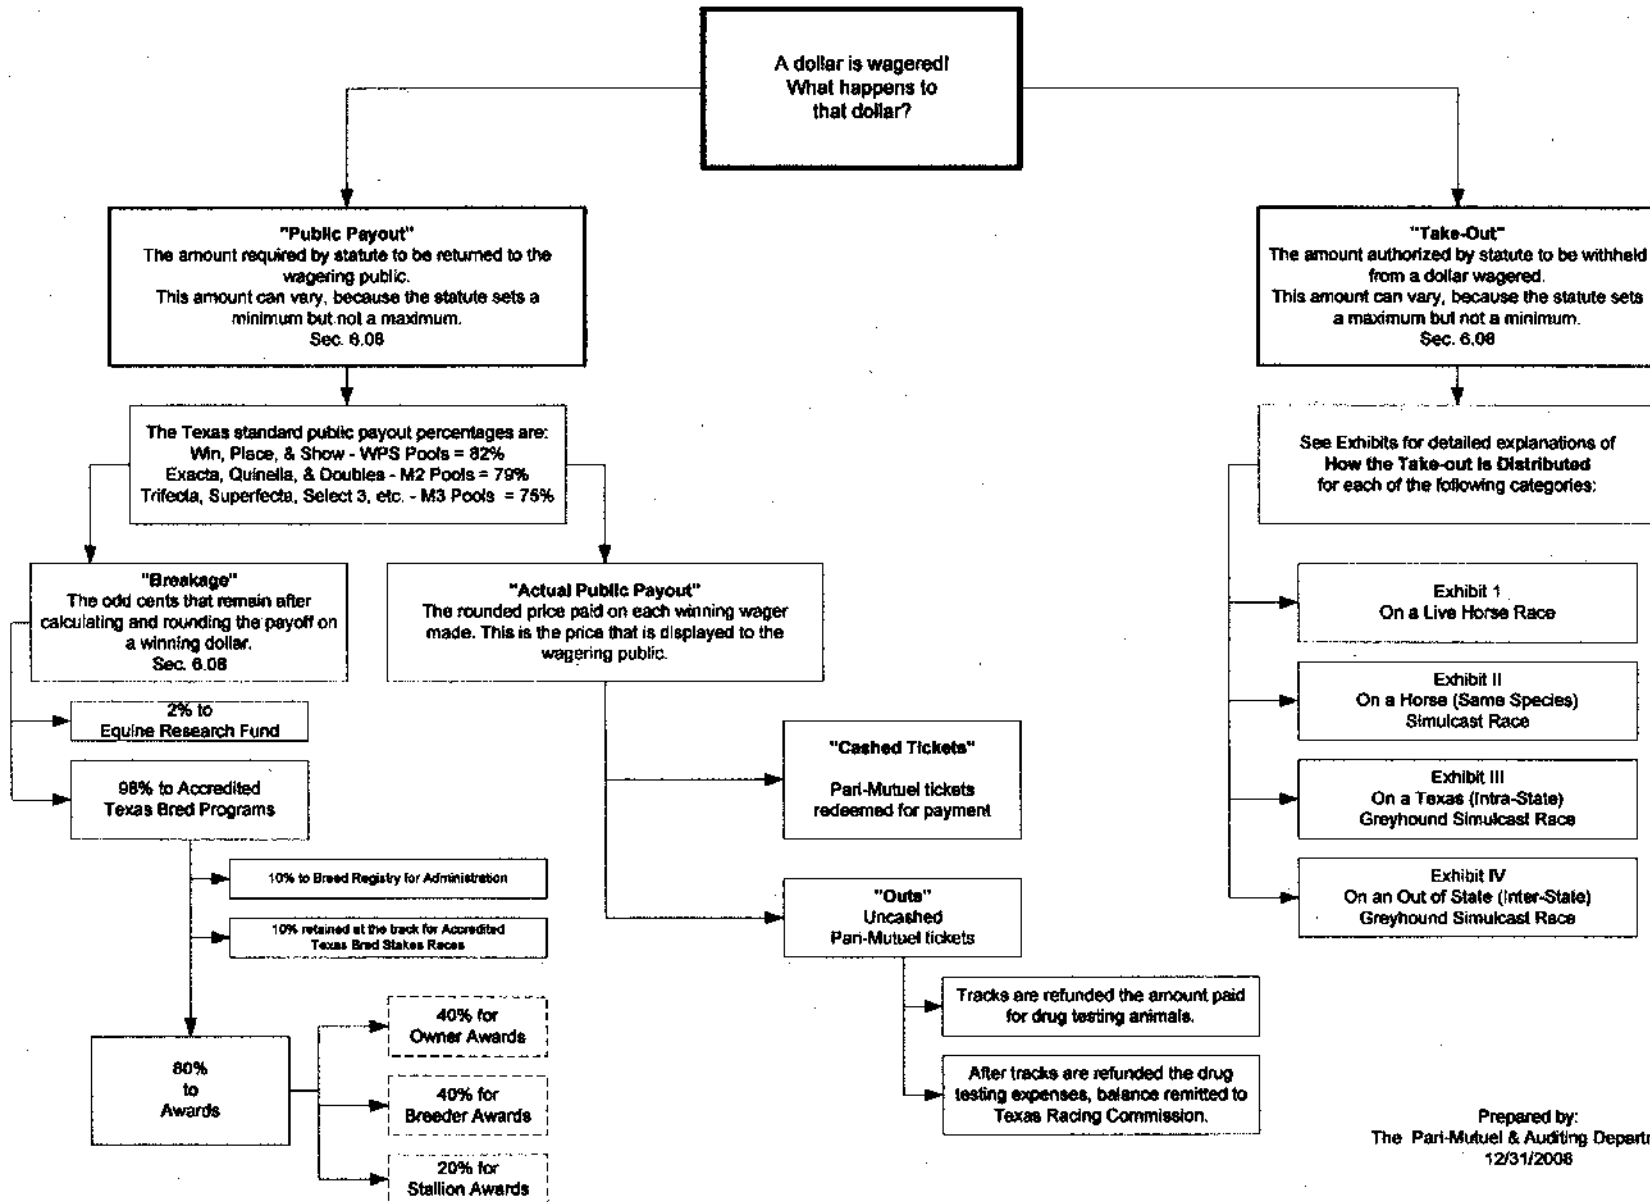 A dollar is wagered!
What happens to
that dollar?
"Public Payout"
The amount required by statute to be returned to the
wagering public.
This amount can vary, because the statute sets a
minimum but not a maximum.
Sec. 6.08
"Take-Out"
The amount authorized by statute to be withheld
from a dollar wagered.
This amount can vary, because the statute sets
a maximum but not a minimum.
Sec. 6.08
The Texas standard public payout percentages are:
Win, Place, & Show - WPS Pools = 82%
Exacta, Quinella, & Doubles - M2 Pools = 79%
Trifecta, Superfecta, Select 3, etc. - M3 Pools = 75%
See Exhibits for detailed explanations of
How the Take-out is Distributed
for each of the following categories:
"Breakage"
The odd cents that remain after
calculating and rounding the payoff on
a winning dollar.
Sec. 6.08
"Actual Public Payout"
The rounded price paid on each winning wager
made. This is the price that is displayed to the
wagering public.
Exhibit 1
On a Live Horse Race
Exhibit II
On a Horse (Same Species)
Simulcast Race
Exhibit III
On a Texas (Intra-State)
Greyhound Simulcast Race
Exhibit IV
On an Out of State (Inter-State)
Greyhound Simulcast Race
2% to
Equine Research Fund
98% to Accredited
Texas Bred Programs
"Cashed Tickets"
Pari-Mutuel tickets
redeemed for payment
10% to Breed Registry for Administration
10% retained at the track for Accredited
Texas Bred Stakes Races
"Outs"
Uncashed
Pari-Mutuel tickets
Tracks are refunded the amount paid
for drug testing animals.
After tracks are refunded the drug
testing expenses, balance remitted to
Texas Racing Commission.
80%
to
Awards
40% for
Owner Awards
40% for
Breeder Awards
20% for
Stallion Awards
Prepared by:
The Pari-Mutuel & Auditing Departm
12/31/2008